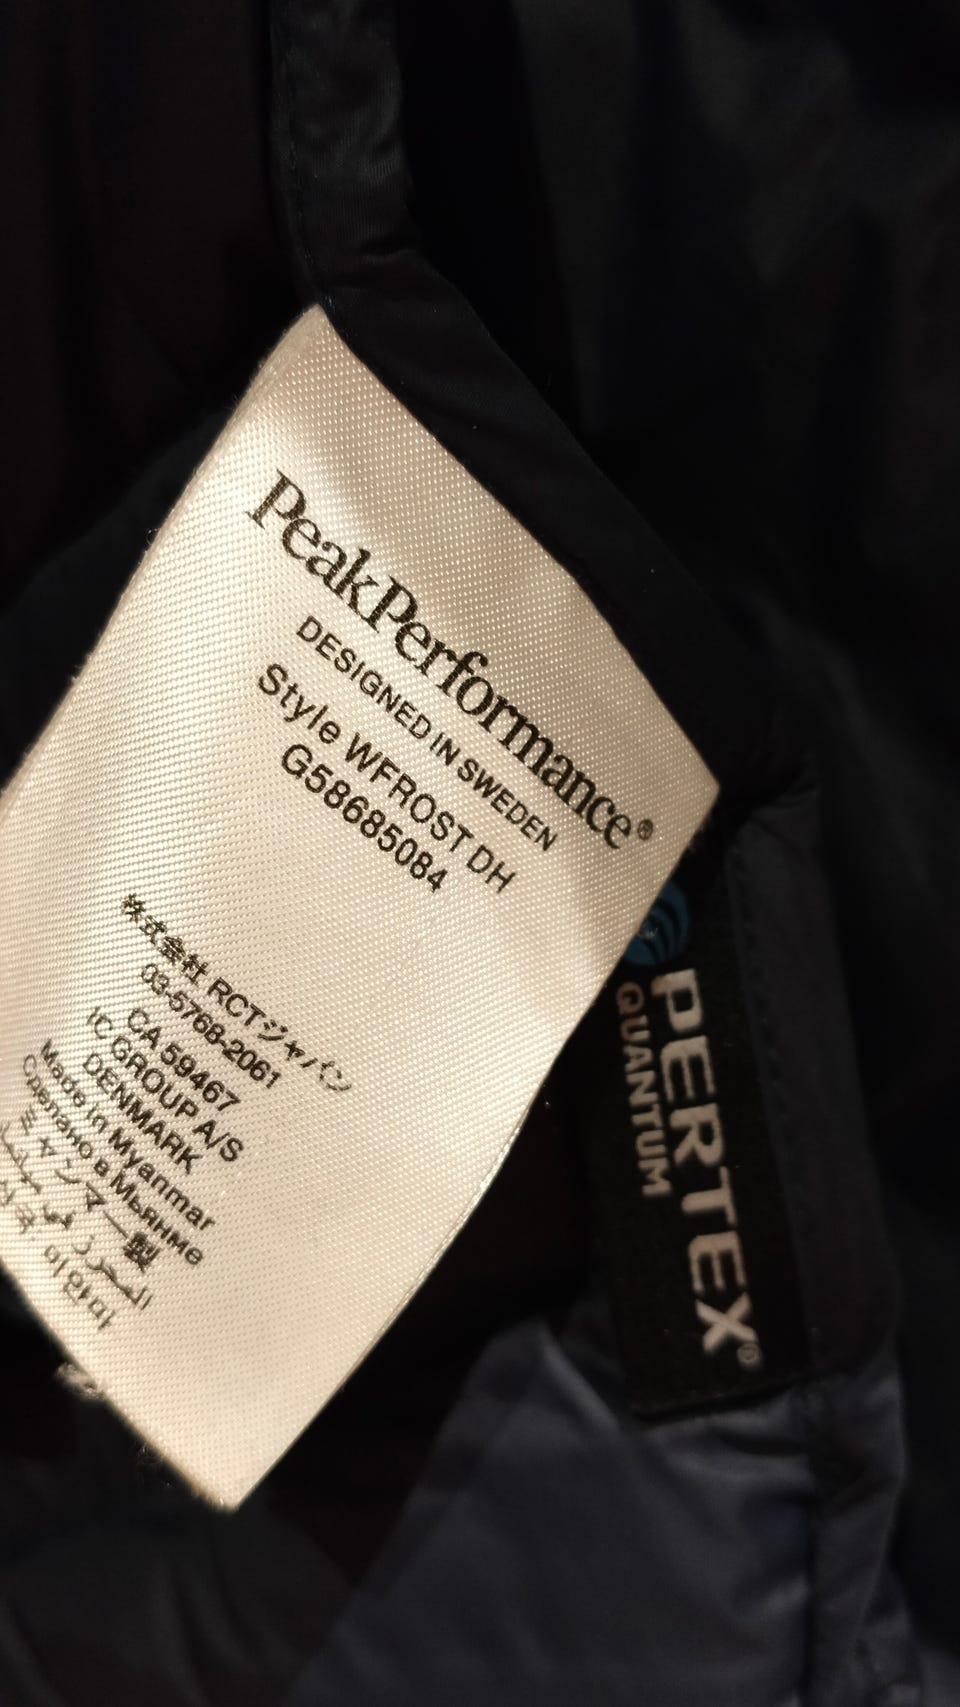 PeakPerformance®
DESIGNED IN SWEDEN
Style WFROST DH
G58685084
株式会社 RCTジャパン
03-5768-2061
CA 59467
IC GROUP A/S
DENMARK
Made in Myanmar
Сделано в Мьянме
ミャンマー製
PERTEX®
QUANTUM